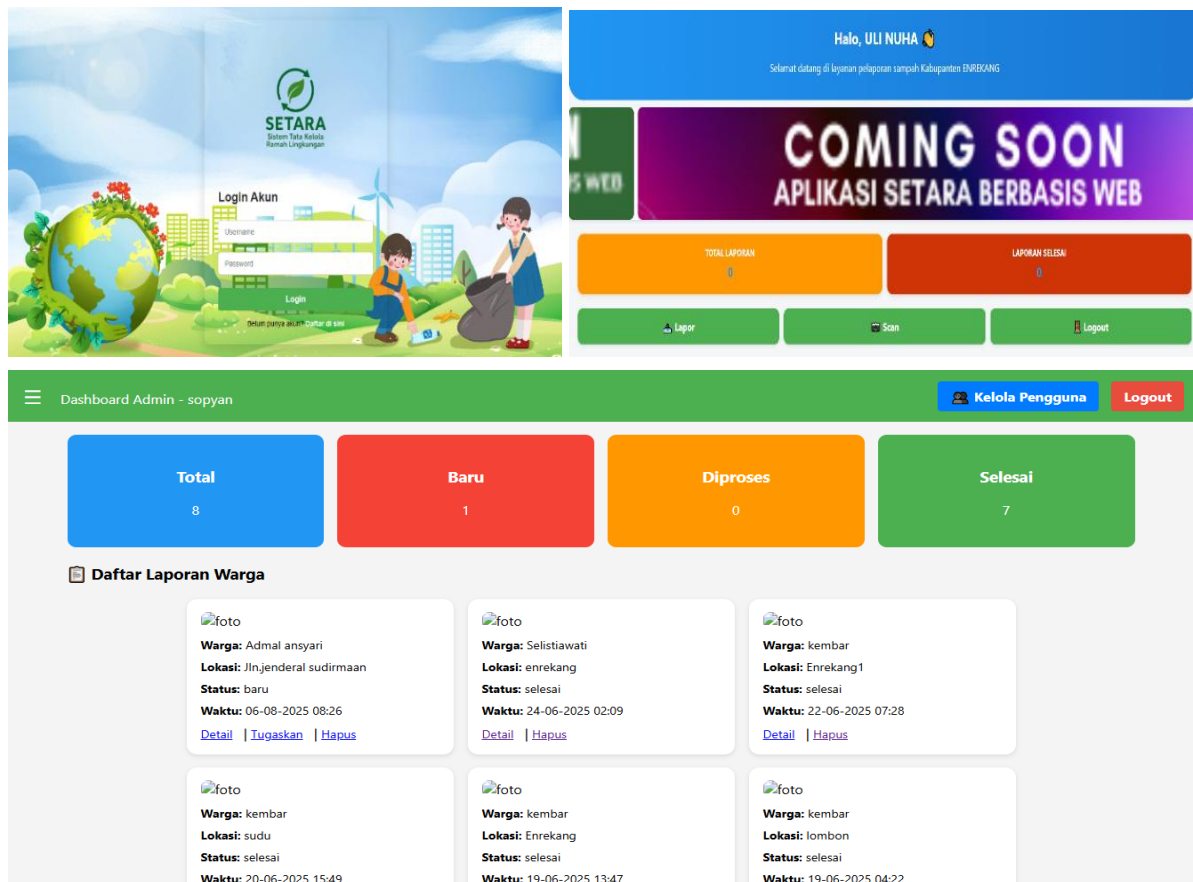 SETARA
Sistem Tata Kelola
Ramah Lingkungan
Login Akun
Username
Password
Login
Belum punya akun? Daftar di sini
Halo, ULI NUHA
Selamat datang di layanan pelaporan sampah Kabupanten ENREKANG
S WEB
COMING SOON
APLIKASI SETARA BERBASIS WEB
TOTAL LAPORAN
0
LAPORAN SELESAI
0
Lapor
Scan
Logout
Dashboard Admin - sopyan
Kelola Pengguna
Logout
Total
8
Baru
1
Diproses
0
Selesai
7
Daftar Laporan Warga
foto
Warga: Admal ansyari
Lokasi: Jln.jenderal sudirmaan
Status: baru
Waktu: 06-08-2025 08:26
Detail | Tugaskan | Hapus
foto
Warga: Selistiawati
Lokasi: enrekang
Status: selesai
Waktu: 24-06-2025 02:09
Detail | Hapus
foto
Warga: kembar
Lokasi: Enrekang1
Status: selesai
Waktu: 22-06-2025 07:28
Detail | Hapus
foto
Warga: kembar
Lokasi: sudu
Status: selesai
Waktu: 20-06-2025 15:49
foto
Warga: kembar
Lokasi: Enrekang
Status: selesai
Waktu: 19-06-2025 13:47
foto
Warga: kembar
Lokasi: lombon
Status: selesai
Waktu: 19-06-2025 04:22